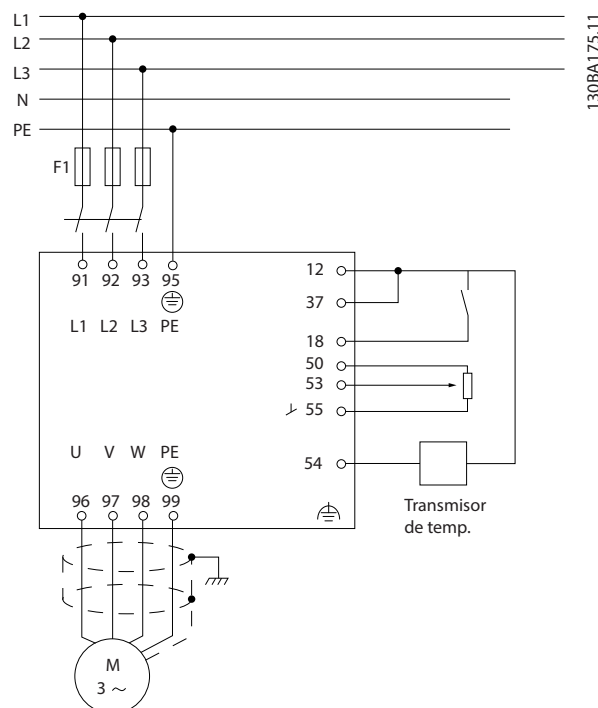 L1
L2
L3
N
PE
F1
91 92 93 95
L1 L2 L3 PE
U V W PE
96 97 98 99
M
3 ~
12
37
18
50
53
55
54
Transmisor
de temp.
130BA175.11